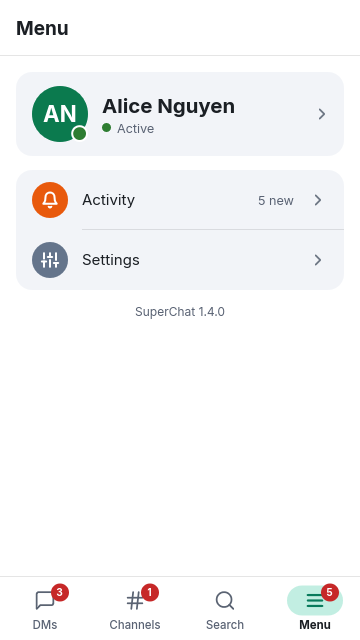 Menu
AN
Alice Nguyen
Active
Activity
5 new
Settings
SuperChat 1.4.0
3
1
5
DMs
Channels
Search
Menu